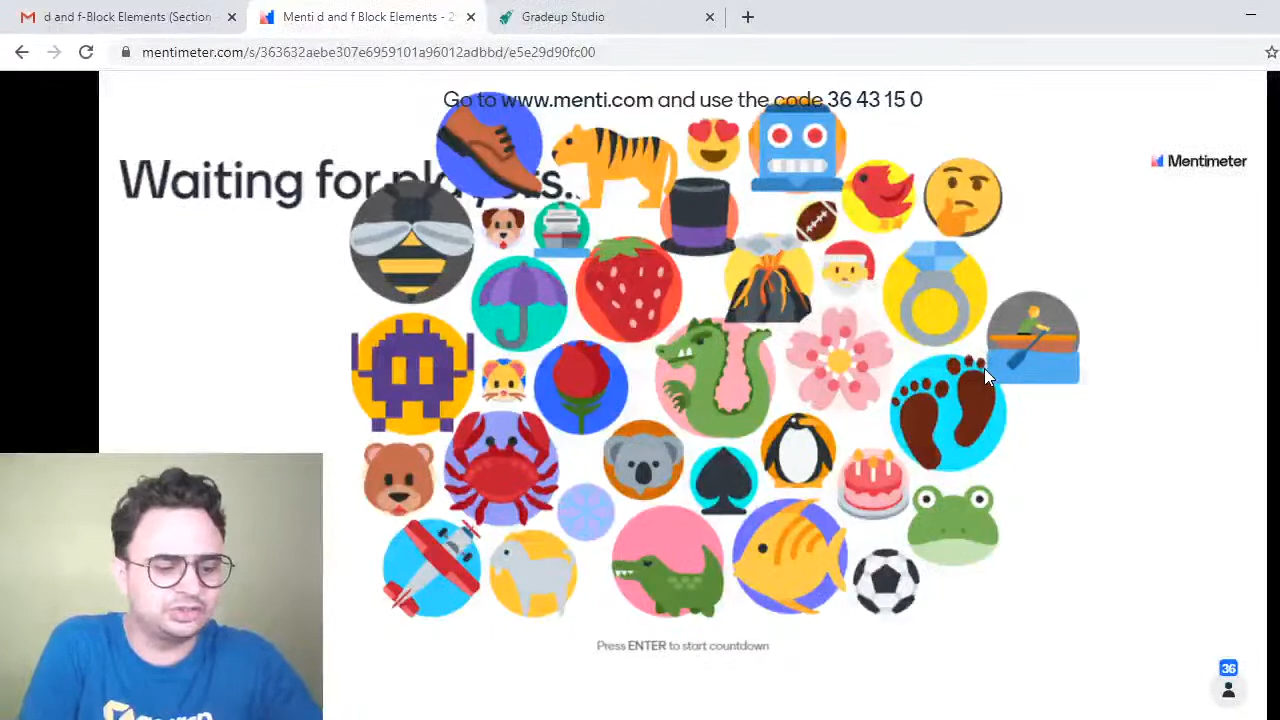 d and f-Block Elements (Section
Menti d and f Block Elements - 2
Gradeup Studio
mentimeter.com/s/363632aebe307e6959101a96012adbbd/e5e29d90fc00
Go to www.menti.com and use the code 36 43 15 0
Waiting for players..
Mentimeter
Press ENTER to start countdown
36